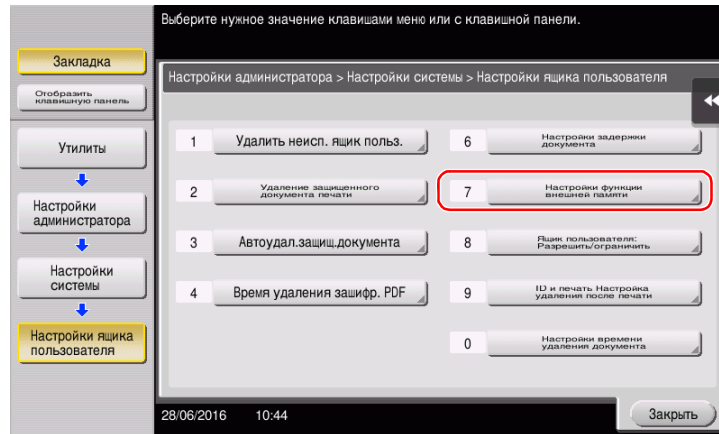 Выберите нужное значение клавишами меню или с клавишной панели.
Закладка
Отобразить
клавишную панель
Утилиты
Настройки
администратора
Настройки
системы
Настройки ящика
пользователя
Настройки администратора > Настройки системы > Настройки ящика пользователя
1 Удалить неисп. ящик польз.
2 Удаление защищенного
документа печати
3 Автоудал.защищ.документа
4 Время удаления зашифр. PDF
6 Настройки задержки
документа
7 Настройки функции
внешней памяти
8 Ящик пользователя:
Разрешить/ограничить
9 ID и печать Настройка
удаления после печати
0 Настройки времени
удаления документа
28/06/2016 10:44
Закрыть